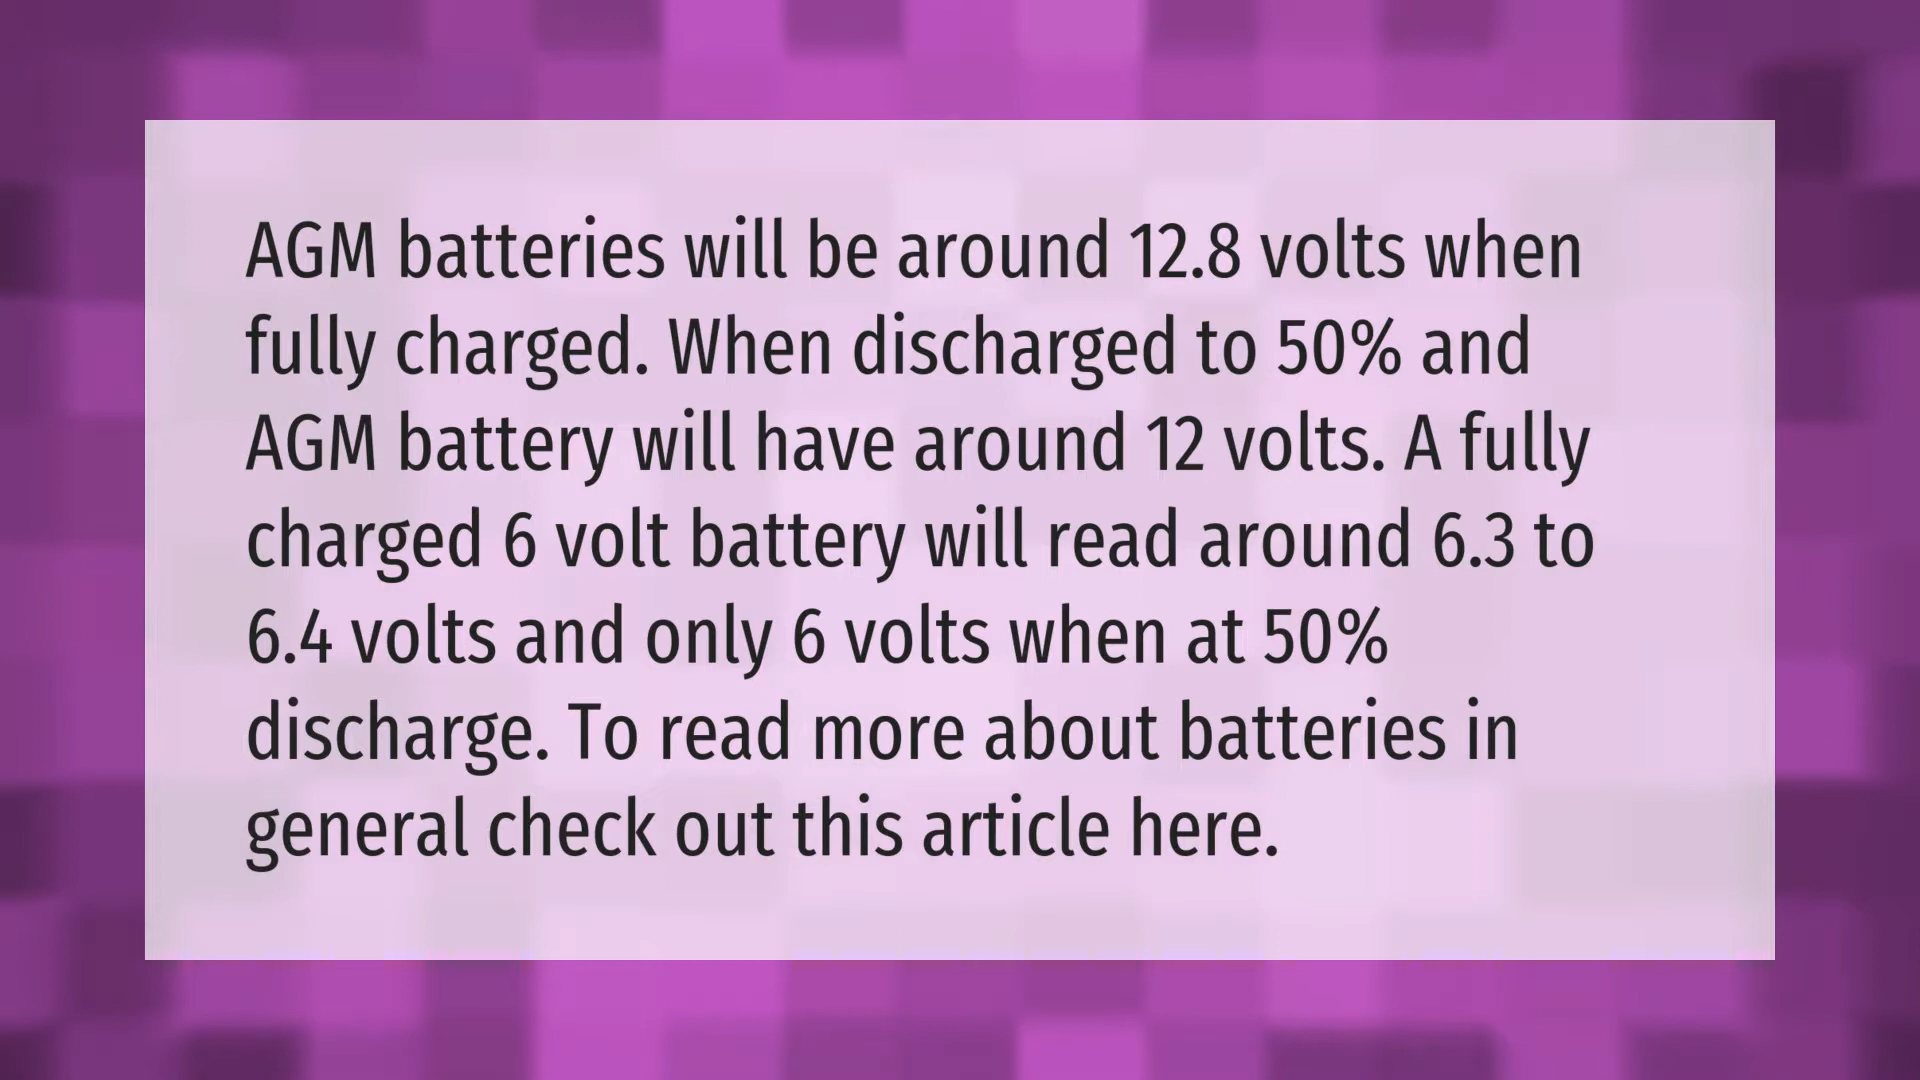 AGM batteries will be around 12.8 volts when
fully charged. When discharged to 50% and
AGM battery will have around 12 volts. A fully
charged 6 volt battery will read around 6.3 to
6.4 volts and only 6 volts when at 50%
discharge. To read more about batteries in
general check out this article here.